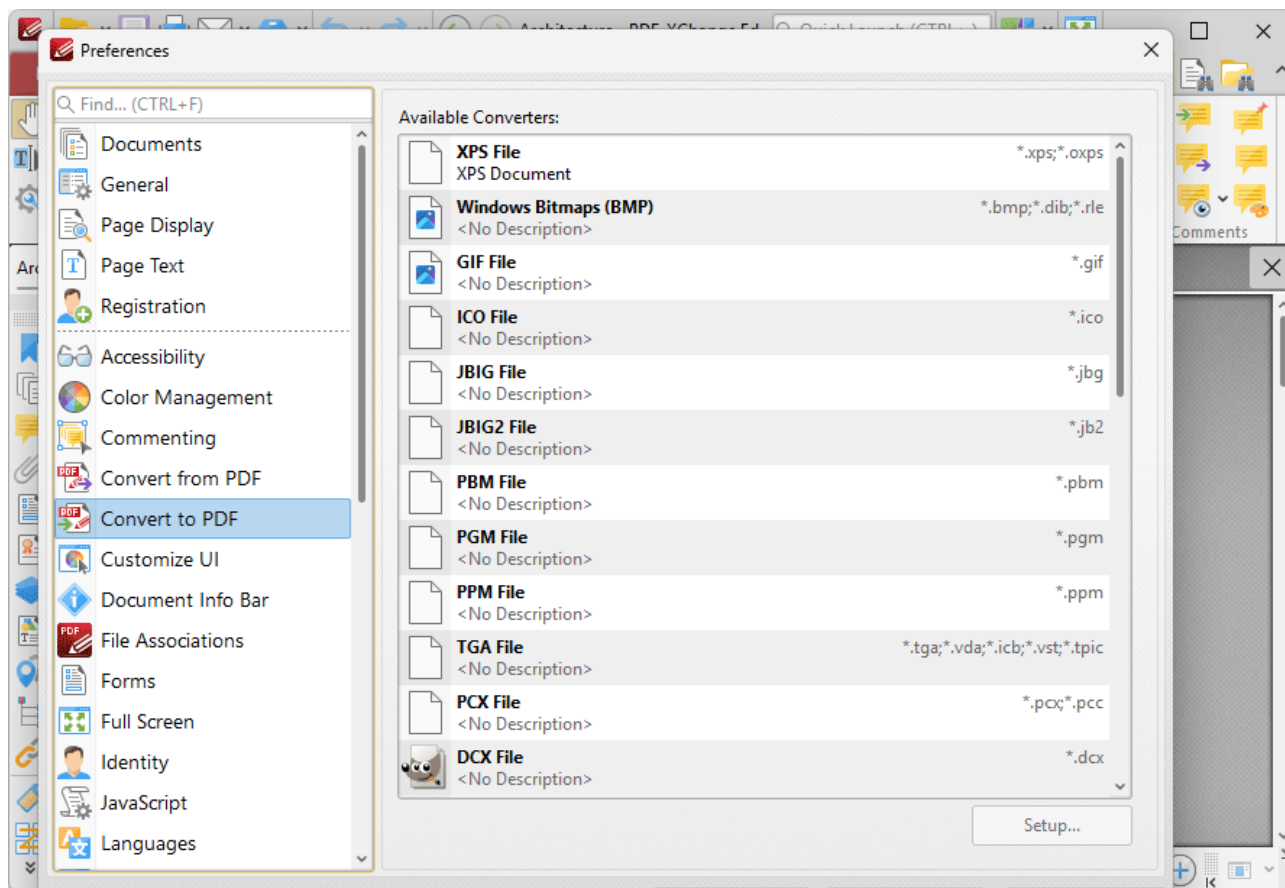 Preferences
Find... (CTRL+F)
Documents
General
Page Display
Page Text
Registration
Accessibility
Color Management
Commenting
Convert from PDF
Convert to PDF
Customize UI
Document Info Bar
File Associations
Forms
Full Screen
Identity
JavaScript
Languages
Available Converters:
XPS File *.xps;*.oxps
XPS Document
Windows Bitmaps (BMP) *.bmp;*.dib;*.rle
<No Description>
GIF File *.gif
<No Description>
ICO File *.ico
<No Description>
JBIG File *.jbg
<No Description>
JBIG2 File *.jb2
<No Description>
PBM File *.pbm
<No Description>
PGM File *.pgm
<No Description>
PPM File *.ppm
<No Description>
TGA File *.tga;*.vda;*.icb;*.vst;*.tpic
<No Description>
PCX File *.pcx;*.pcc
<No Description>
DCX File *.dcx
<No Description>
Setup...
Comments